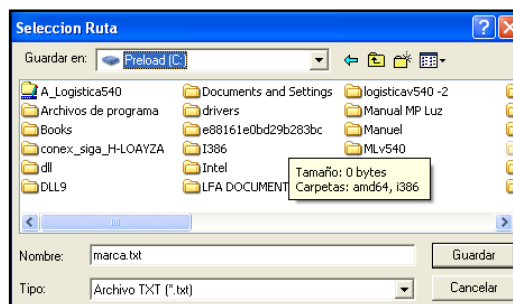 Seleccion Ruta
Guardar en: Preload (C:)
A_Logistica540
Archivos de programa
Books
conex_siga_H-LOAYZA
dll
DLL9
Documents and Settings
drivers
e88161e0bd29b283bc
I386
Intel
LFA DOCUMENT
logisticav540 -2
Manual MP Luz
Manuel
MLv540
Tamaño: 0 bytes
Carpetas: amd64, i386
Nombre: marca.txt Guardar
Tipo: Archivo TXT (*.txt) Cancelar